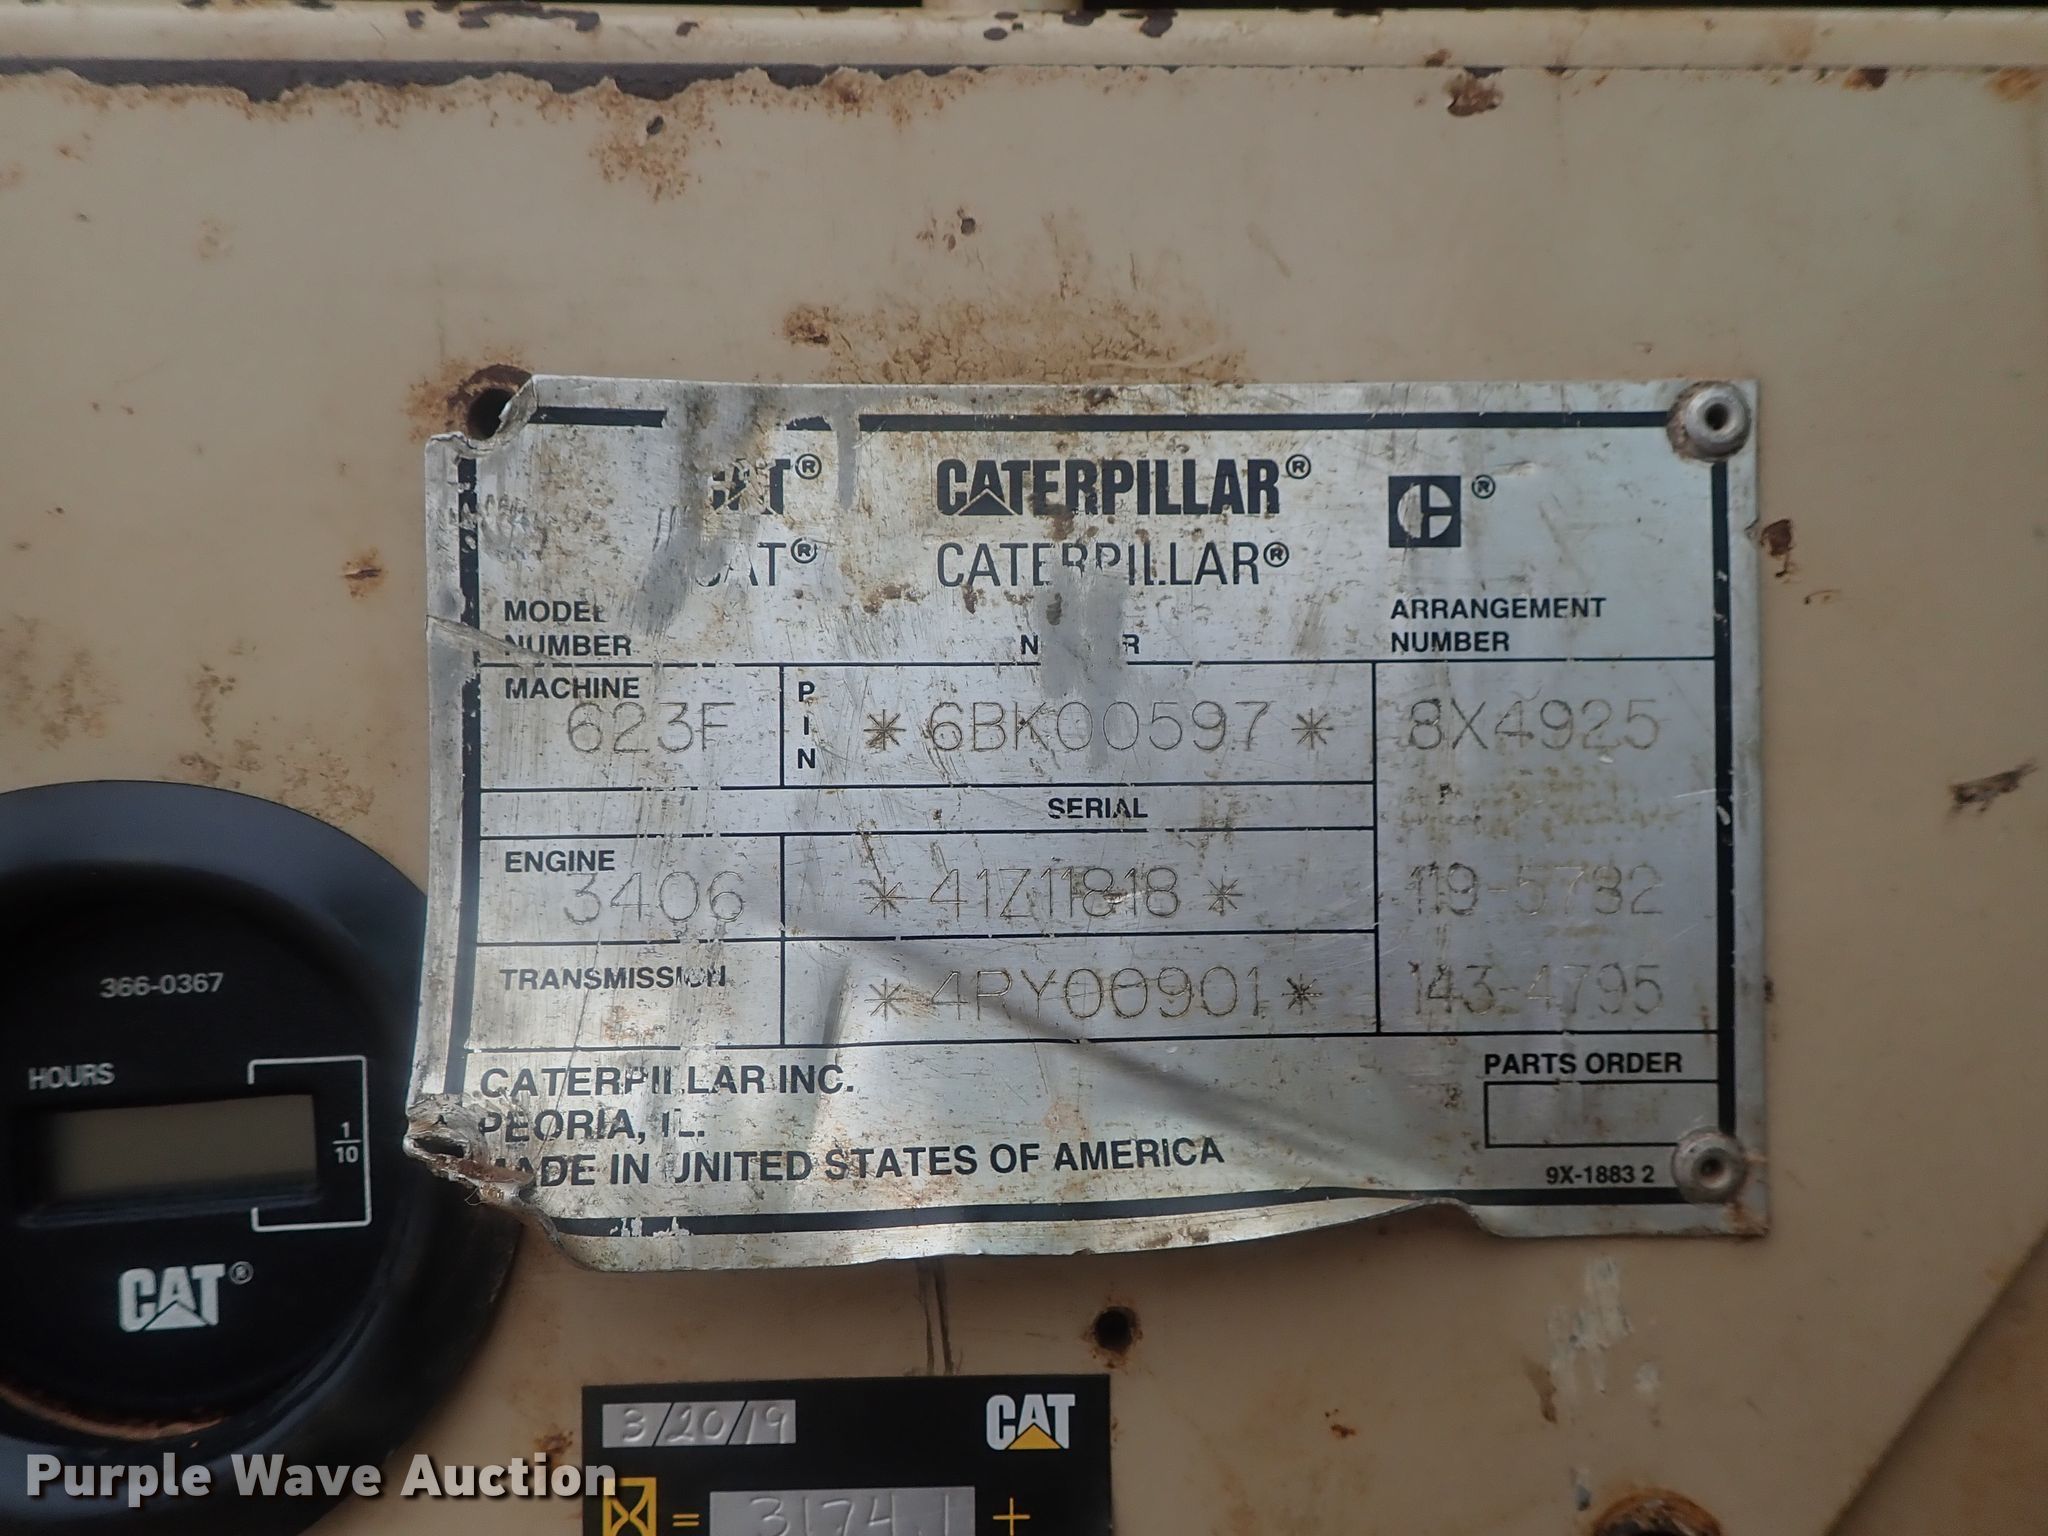 CAT® CATERPILLAR® ®
CAT® CATERPILLAR®
MODEL NUMBER ARRANGEMENT NUMBER
MACHINE 623F PIN *6BK00597* 8X4925
SERIAL
ENGINE 3406 *41Z11818* 119-5782
TRANSMISSION *4RY00901* 143-4795
CATERPILLAR INC.
PEORIA, IL.
MADE IN UNITED STATES OF AMERICA
PARTS ORDER
9X-1883 2
366-0367
HOURS
1/10
CAT®
3/20/19 CAT
= 3174.1 +
Purple Wave Auction